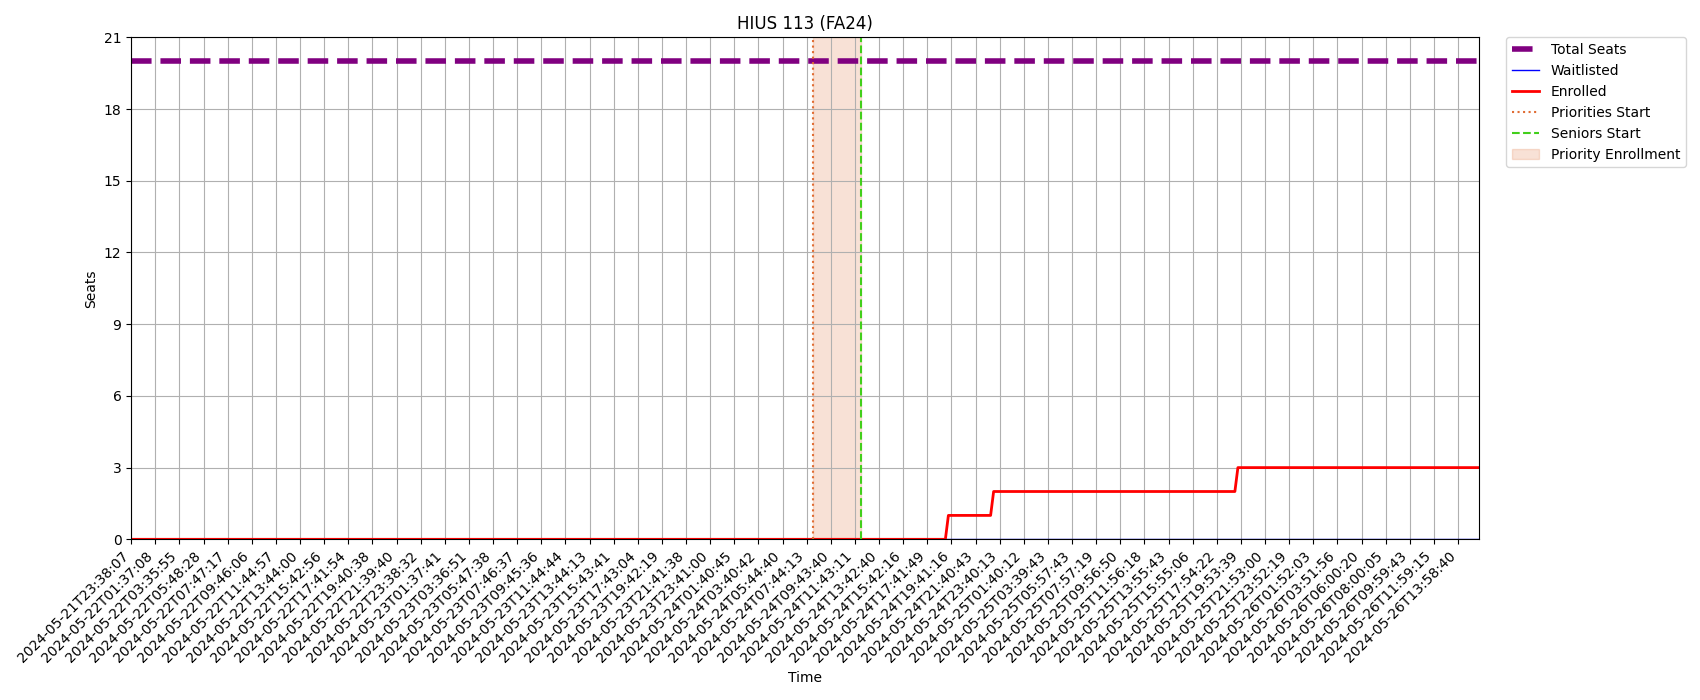 HIUS 113 (FA24)
21
18
15
12
9
6
3
0
Seats
Total Seats
Waitlisted
Enrolled
Priorities Start
Seniors Start
Priority Enrollment
2024-05-21T23:38:07
2024-05-22T01:37:08
2024-05-22T03:35:55
2024-05-22T05:48:28
2024-05-22T07:47:17
2024-05-22T09:46:06
2024-05-22T11:44:57
2024-05-22T13:44:00
2024-05-22T15:42:56
2024-05-22T17:41:54
2024-05-22T19:40:38
2024-05-22T21:39:40
2024-05-22T23:38:32
2024-05-23T01:37:41
2024-05-23T03:36:51
2024-05-23T05:47:38
2024-05-23T07:46:37
2024-05-23T09:45:36
2024-05-23T11:44:44
2024-05-23T13:44:13
2024-05-23T15:43:41
2024-05-23T17:43:04
2024-05-23T19:42:19
2024-05-23T21:41:38
2024-05-23T23:41:00
2024-05-24T01:40:45
2024-05-24T03:40:42
2024-05-24T05:44:40
2024-05-24T07:44:13
2024-05-24T09:43:40
2024-05-24T11:43:11
2024-05-24T13:42:40
2024-05-24T15:42:16
2024-05-24T17:41:49
2024-05-24T19:41:16
2024-05-24T21:40:43
2024-05-24T23:40:13
2024-05-25T01:40:12
2024-05-25T03:39:43
2024-05-25T05:57:43
2024-05-25T07:57:19
2024-05-25T09:56:50
2024-05-25T11:56:18
2024-05-25T13:55:43
2024-05-25T15:55:06
2024-05-25T17:54:22
2024-05-25T19:53:39
2024-05-25T21:53:00
2024-05-25T23:52:19
2024-05-26T01:52:03
2024-05-26T03:51:56
2024-05-26T06:00:20
2024-05-26T08:00:05
2024-05-26T09:59:43
2024-05-26T11:59:15
2024-05-26T13:58:40
Time